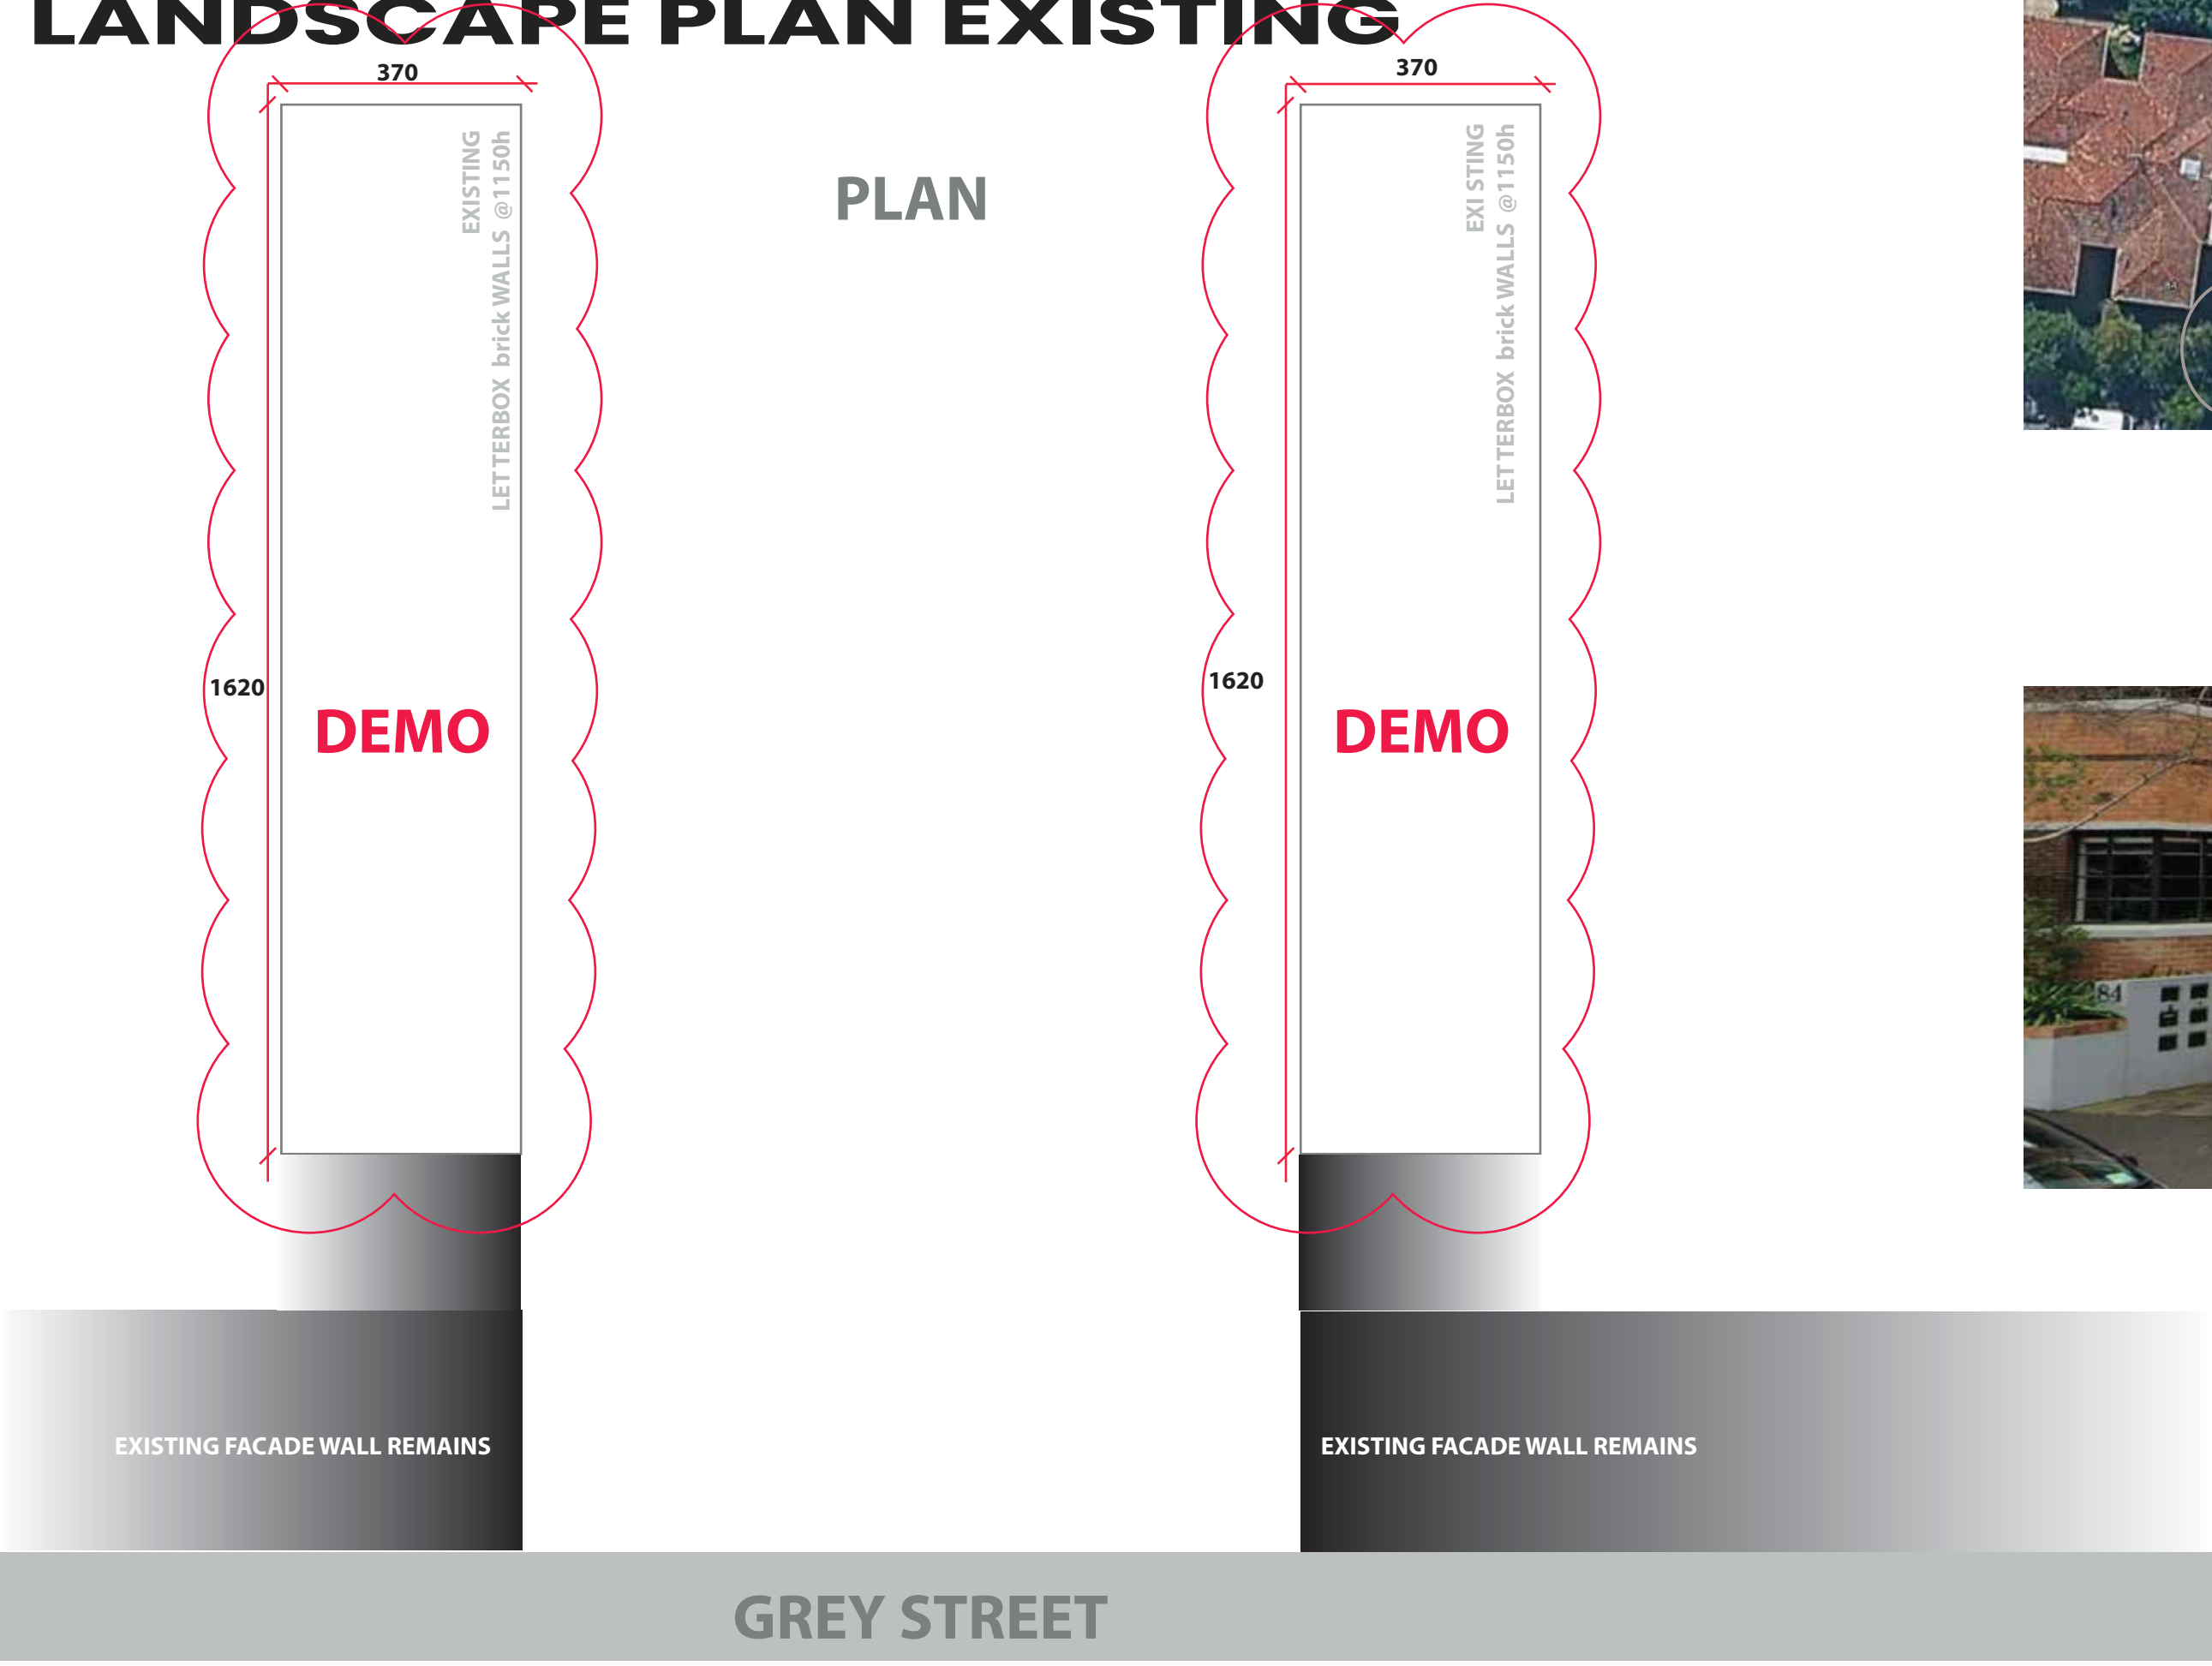 LANDSCAPE PLAN EXISTING
370
370
EXISTING
LETTERBOX brick WALLS @1150h
PLAN
EXI STING
LETTERBOX brick WALLS @1150h
1620
1620
DEMO
DEMO
84
EXISTING FACADE WALL REMAINS
EXISTING FACADE WALL REMAINS
GREY STREET